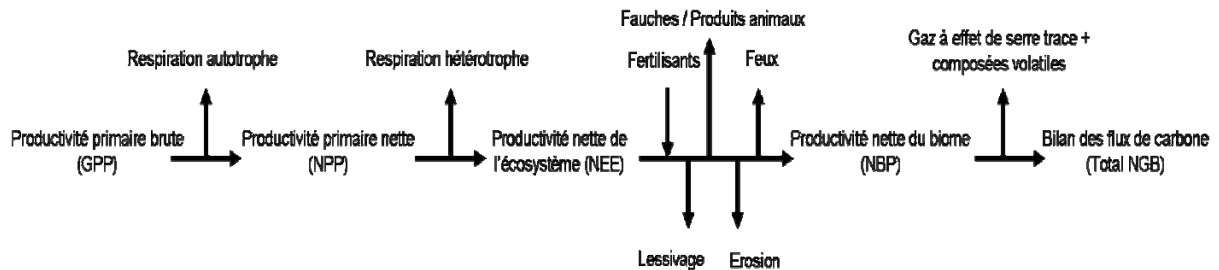 Fauches / Produits animaux
Gaz à effet de serre trace +
composées volatiles
Respiration autotrophe
Respiration hétérotrophe
Fertilisants
Feux
Productivité primaire brute
(GPP)
Productivité primaire nette
(NPP)
Productivité nette de
l'écosystème (NEE)
Productivité nette du biome
(NBP)
Bilan des flux de carbone
(Total NGB)
Lessivage
Erosion